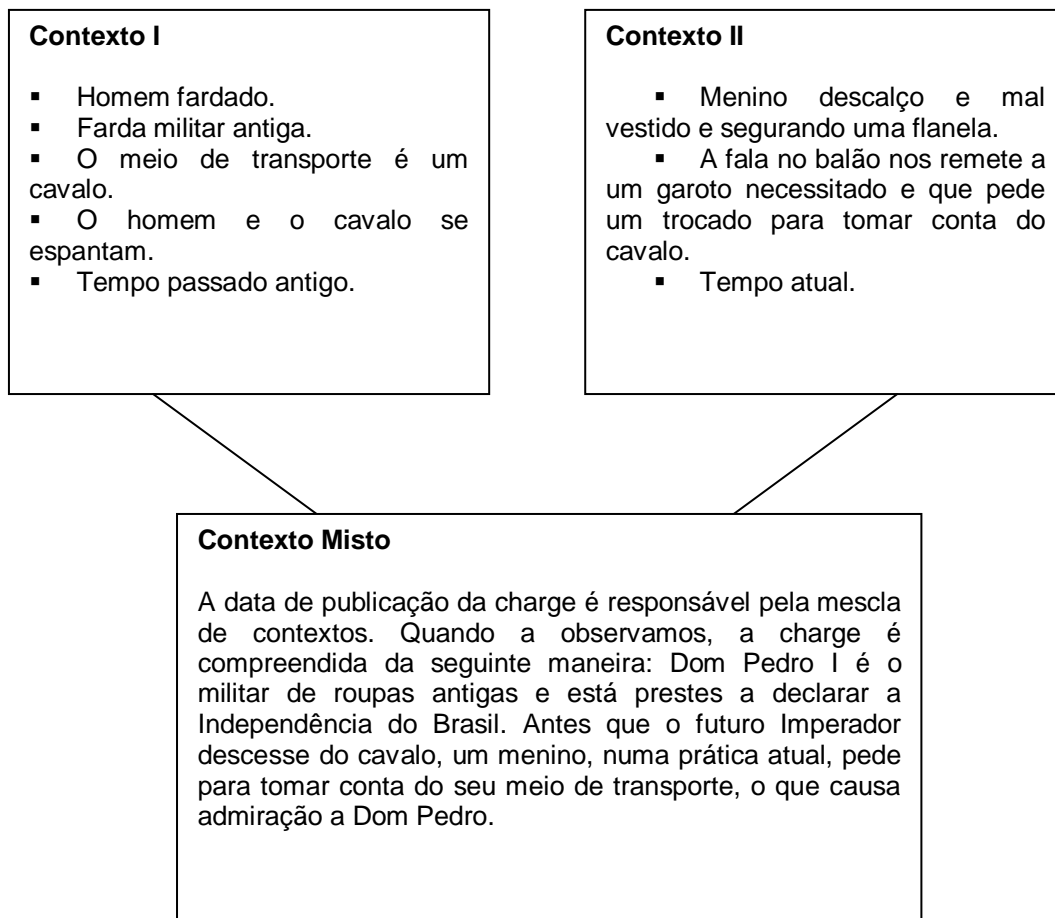 Contexto I
▪ Homem fardado.
▪ Farda militar antiga.
▪ O meio de transporte é um
cavalo.
▪ O homem e o cavalo se
espantam.
▪ Tempo passado antigo.
Contexto II
▪ Menino descalço e mal
vestido e segurando uma flanela.
▪ A fala no balão nos remete a
um garoto necessitado e que pede
um trocado para tomar conta do
cavalo.
▪ Tempo atual.
Contexto Misto
A data de publicação da charge é responsável pela mescla
de contextos. Quando a observamos, a charge é
compreendida da seguinte maneira: Dom Pedro I é o
militar de roupas antigas e está prestes a declarar a
Independência do Brasil. Antes que o futuro Imperador
descesse do cavalo, um menino, numa prática atual, pede
para tomar conta do seu meio de transporte, o que causa
admiração a Dom Pedro.